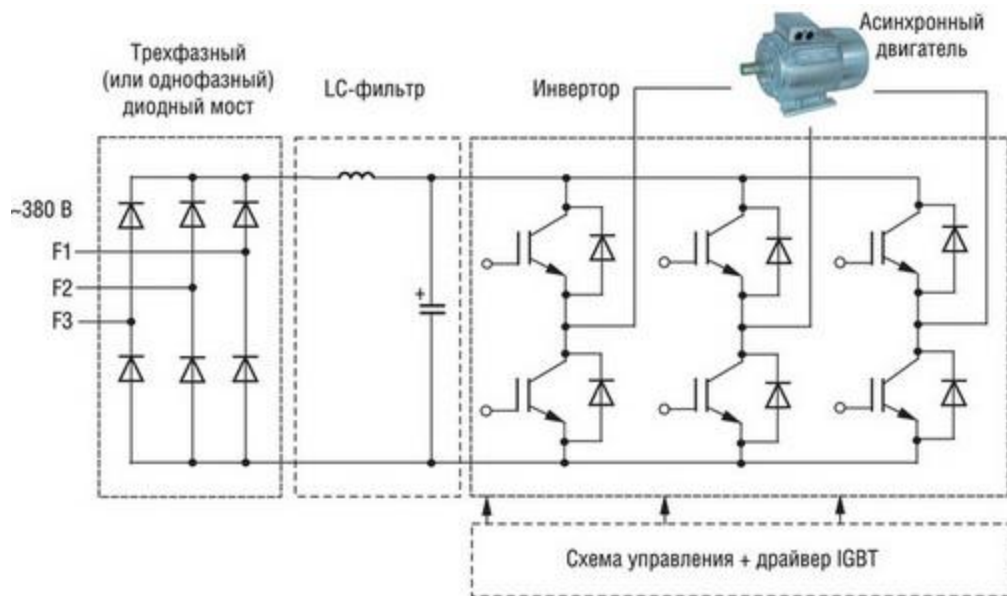 Трехфазный
(или однофазный)
диодный мост
LC-фильтр
Инвертор
Асинхронный
двигатель
~380 В
F1
F2
F3
+
Схема управления + драйвер IGBT